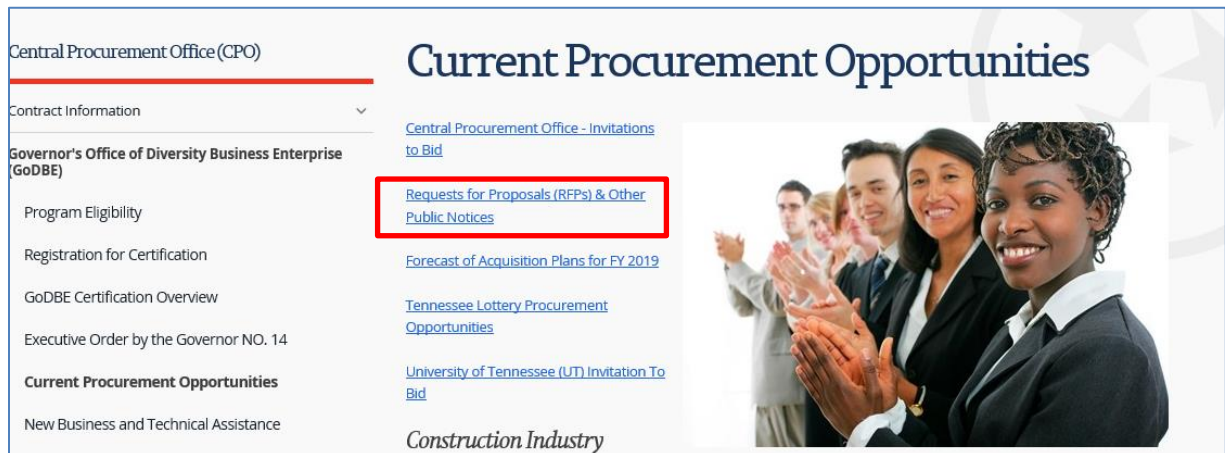 Central Procurement Office (CPO)
Contract Information
Governor's Office of Diversity Business Enterprise
(GoDBE)
Program Eligibility
Registration for Certification
GoDBE Certification Overview
Executive Order by the Governor NO. 14
Current Procurement Opportunities
New Business and Technical Assistance
Current Procurement Opportunities
Central Procurement Office - Invitations
to Bid
Requests for Proposals (RFPs) & Other
Public Notices
Forecast of Acquisition Plans for FY 2019
Tennessee Lottery Procurement
Opportunities
University of Tennessee (UT) Invitation To
Bid
Construction Industry